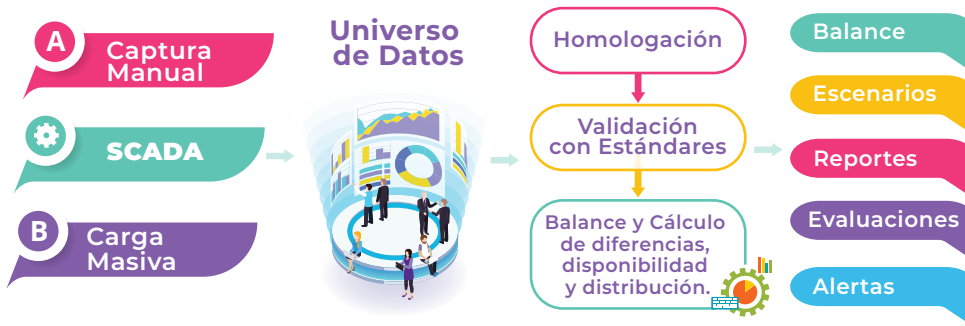 A
Captura
Manual
SCADA
B
Carga
Masiva
Universo
de Datos
Homologación
Validación
con Estándares
Balance y Cálculo
de diferencias,
disponibilidad
y distribución.
Balance
Escenarios
Reportes
Evaluaciones
Alertas